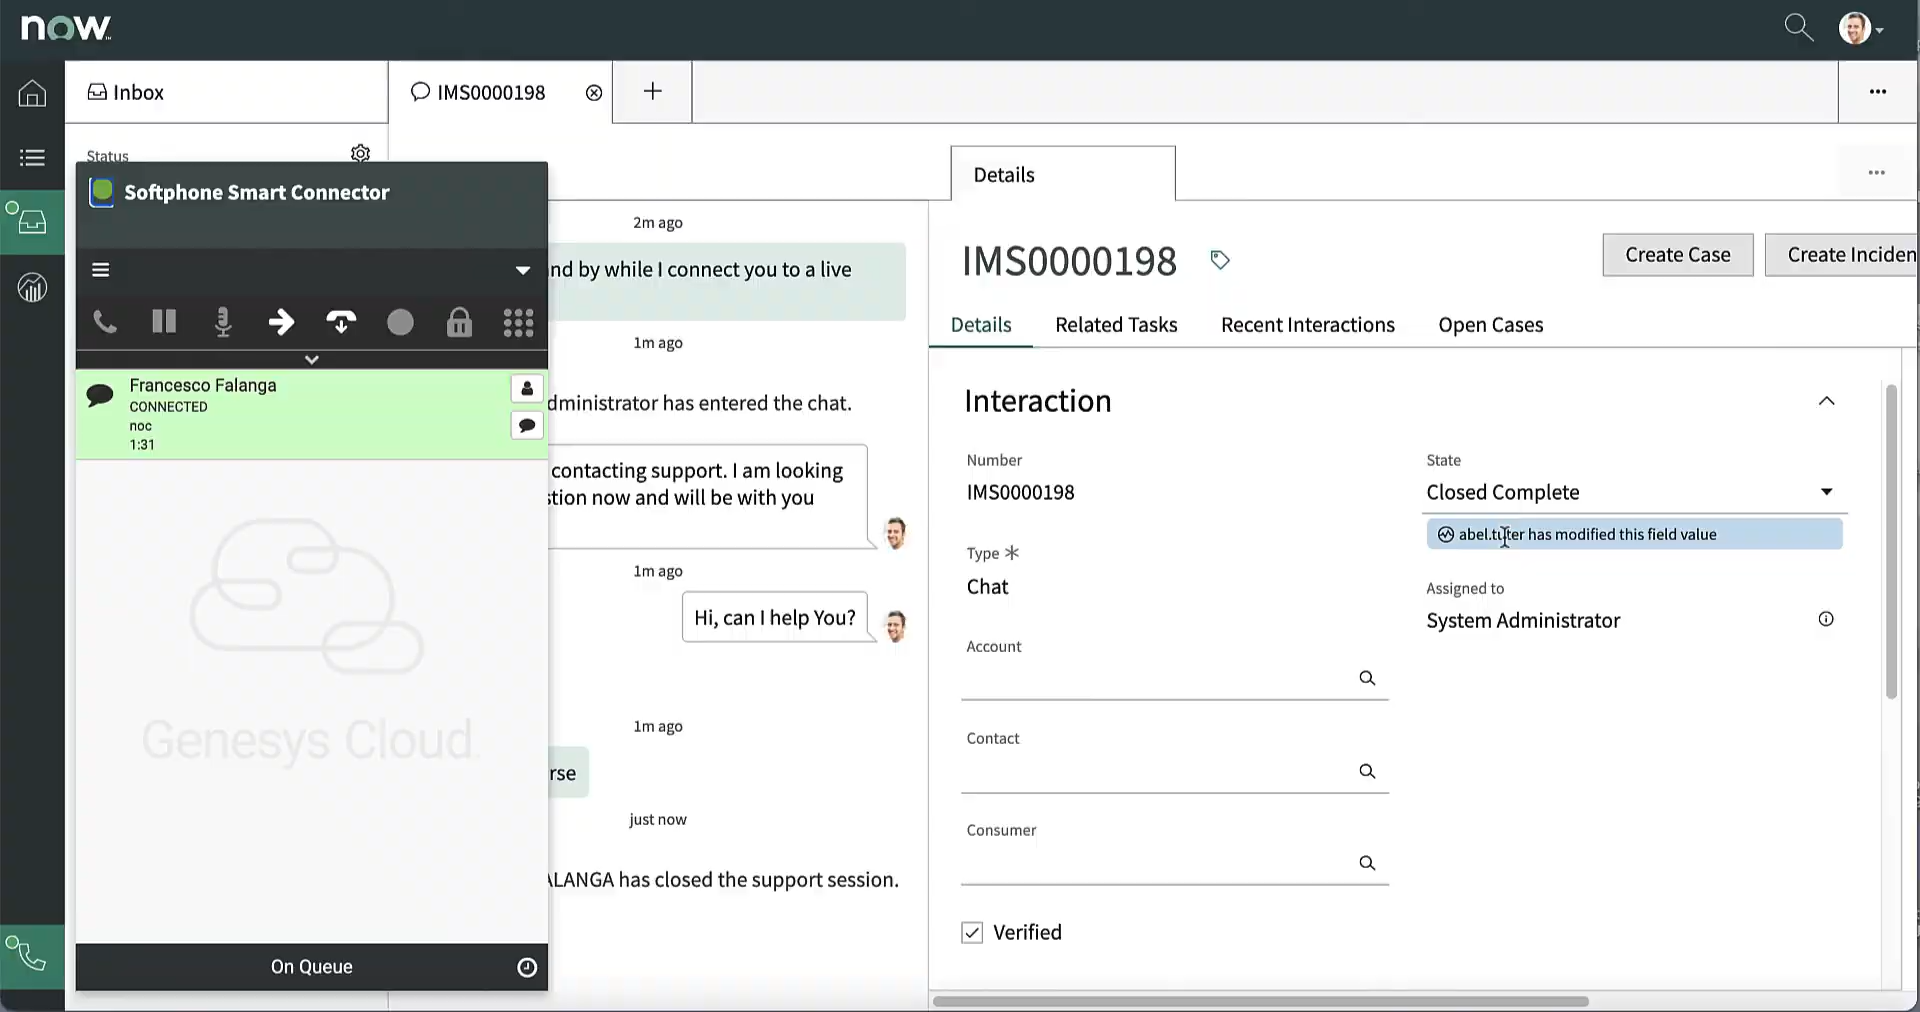 now
Inbox
IMS0000198
Status
Details
Softphone Smart Connector
Francesco Falanga
CONNECTED
noc
1:31
Genesys Cloud
On Queue
2m ago
nd by while I connect you to a live
1m ago
dministrator has entered the chat.
contacting support. I am looking
stion now and will be with you
1m ago
Hi, can I help You?
1m ago
rse
just now
ALANGA has closed the support session.
IMS0000198
Create Case
Create Inciden
Details
Related Tasks
Recent Interactions
Open Cases
Interaction
Number
IMS0000198
State
Closed Complete
abel.tuter has modified this field value
Type
Chat
Assigned to
System Administrator
Account
Contact
Consumer
Verified